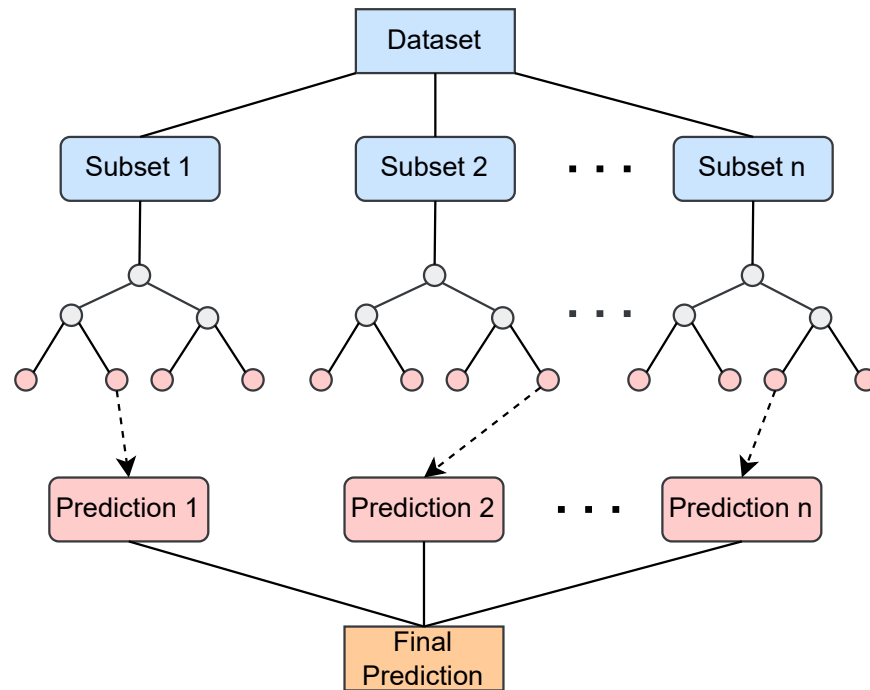 Dataset
Subset 1
Subset 2
. . .
Subset n
. . .
Prediction 1
Prediction 2
. . .
Prediction n
Final
Prediction